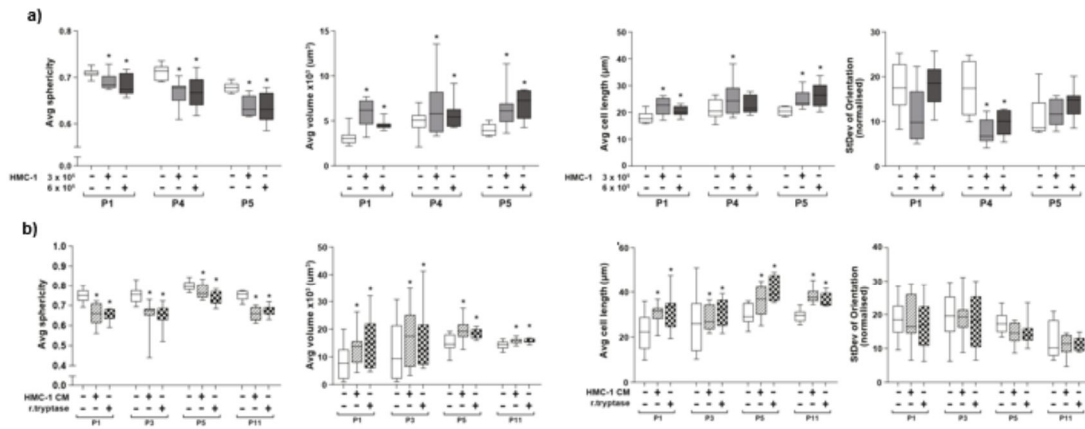 a)
Avg sphericity
0.8
0.7
0.6
0.0
HMC-1 3 x 10⁵ - + - - + - - + -
6 x 10⁵ - - + - - + - - +
P1 P4 P5
* * * * * *
Avg volume x10³ (um³)
15
10
5
0
- + - - + - - + -
- - + - - + - - +
P1 P4 P5
* * * * * *
Avg cell length (μm)
50
40
30
20
10
0
HMC-1 3 x 10⁵ - + - - + - - + -
6 x 10⁵ - - + - - + - - +
P1 P4 P5
* * * * *
StDev of Orientation
(normalised)
30
20
10
0
- + - - + - - + -
- - + - - + - - +
P1 P4 P5
* *
b)
Avg sphericity
1.0
0.9
0.8
0.7
0.6
0.5
0.4
0.0
HMC-1 CM - + - - + - - + - - + -
r.tryptase - - + - - + - - + - - +
P1 P3 P5 P11
* * * * * * * *
Avg volume x10³ (um³)
50
40
30
20
10
0
- + - - + - - + - - + -
- - + - - + - - + - - +
P1 P3 P5 P11
* * * * * * * *
Avg cell length (μm)
60
40
20
0
HMC-1 CM - + - - + - - + - - + -
r.tryptase - - + - - + - - + - - +
P1 P3 P5 P11
* * * * * * * *
StDev of Orientation
(normalised)
40
30
20
10
0
- + - - + - - + - - + -
- - + - - + - - + - - +
P1 P3 P5 P11